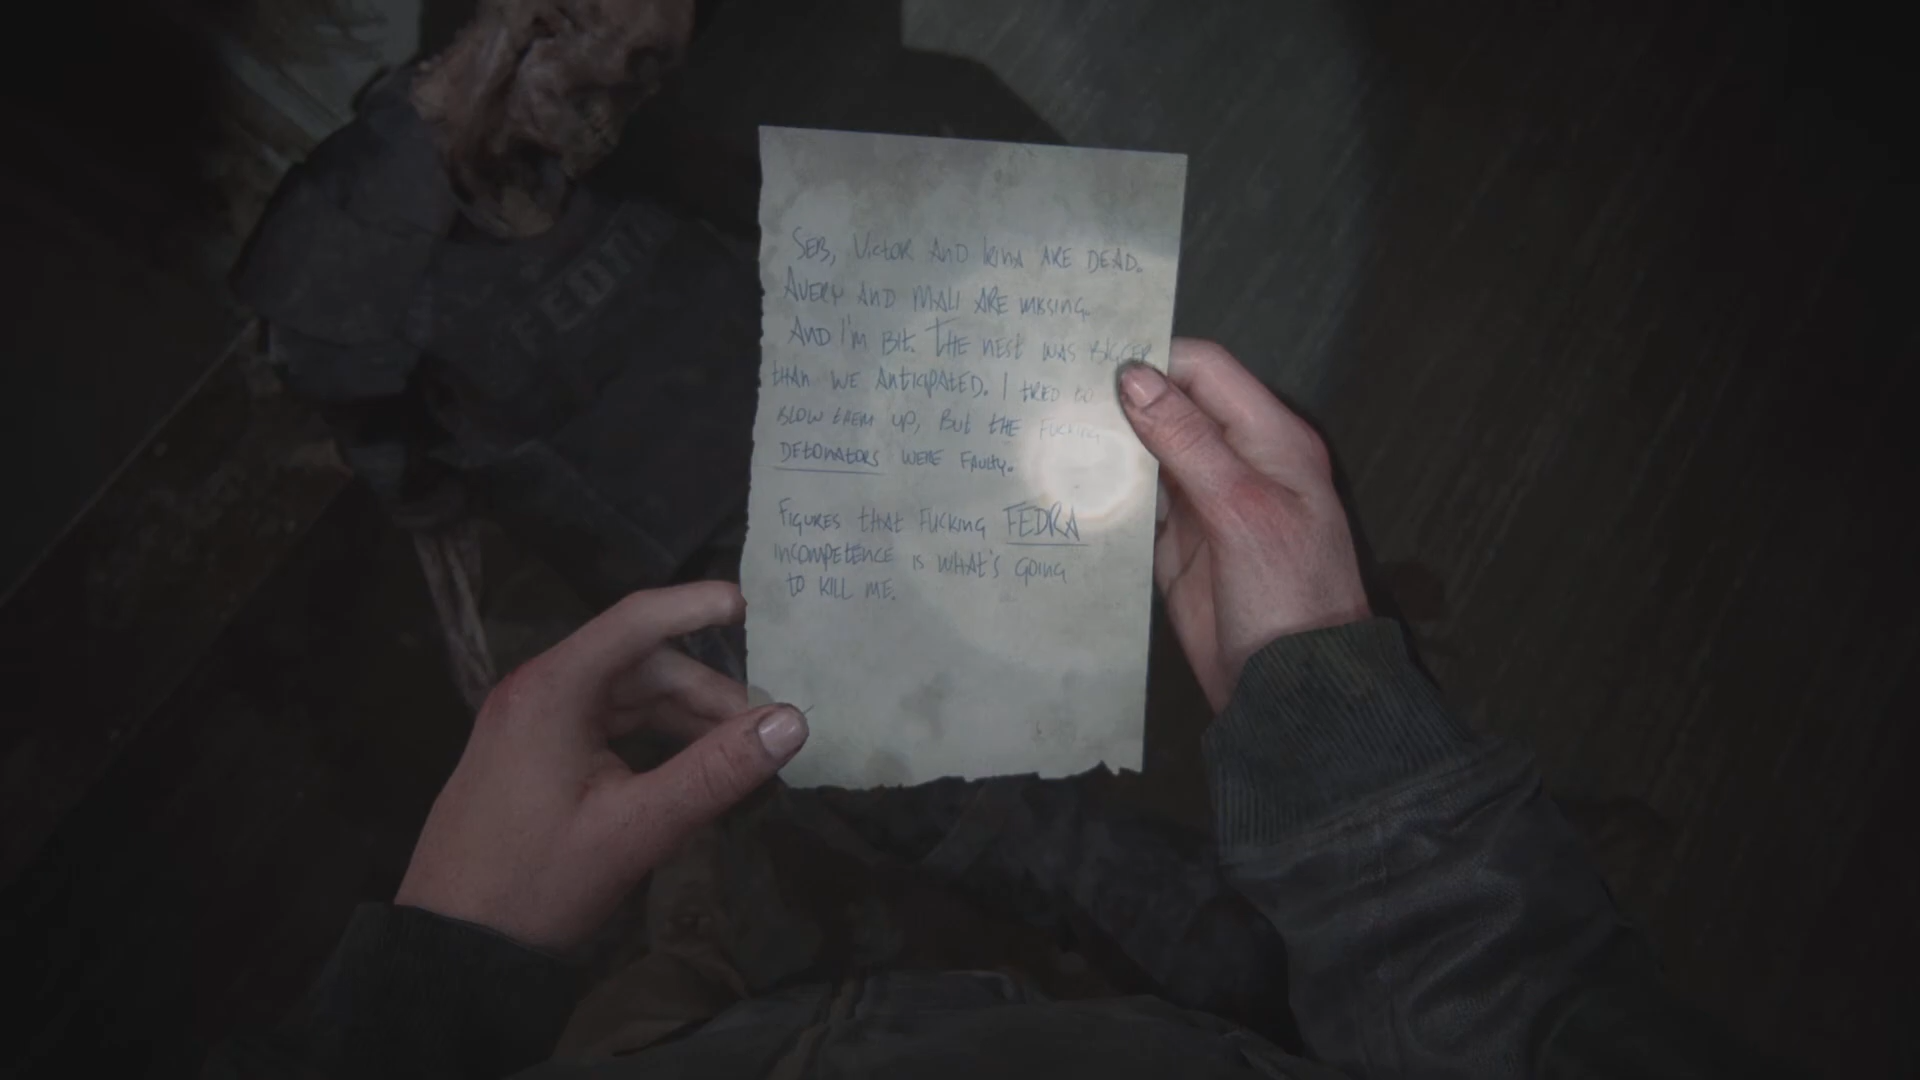 SEB, VICTOR AND IRINA ARE DEAD.
AVERY AND MALI ARE MISSING.
AND I'M BIT. THE NEST WAS BIGGER
THAN WE ANTICIPATED. I TRIED TO
BLOW THEM UP, BUT THE FUCKING
DETONATORS WERE FAULTY.
FIGURES THAT FUCKING FEDRA
INCOMPETENCE IS WHAT'S GOING
TO KILL ME.
FEDRA